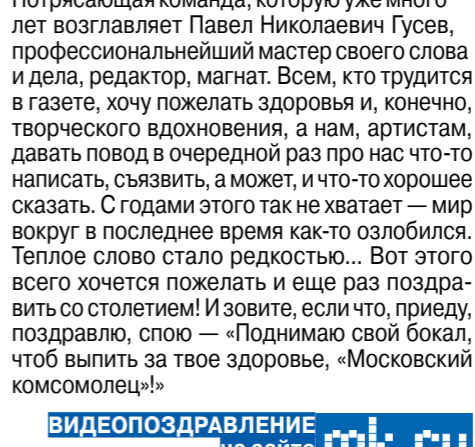 Потрясающая команда, которую уже много
лет возглавляет Павел Николаевич Гусев,
профессиональнейший мастер своего слова
и дела, редактор, магнат. Всем, кто трудится
в газете, хочу пожелать здоровья и, конечно,
творческого вдохновения, а нам, артистам,
давать повод в очередной раз про нас что-то
написать, съязвить, а может, и что-то хорошее
сказать. С годами этого так не хватает — мир
вокруг в последнее время как-то озлобился.
Теплое слово стало редкостью... Вот этого
всего хочется пожелать и еще раз поздра-
вить со столетием! И зовите, если что, приеду,
поздравлю, спою — «Поднимаю свой бокал,
чтоб выпить за твое здоровье, «Московский
комсомолец»!»
ВИДЕОПОЗДРАВЛЕНИЕ
на сайте mk.ru